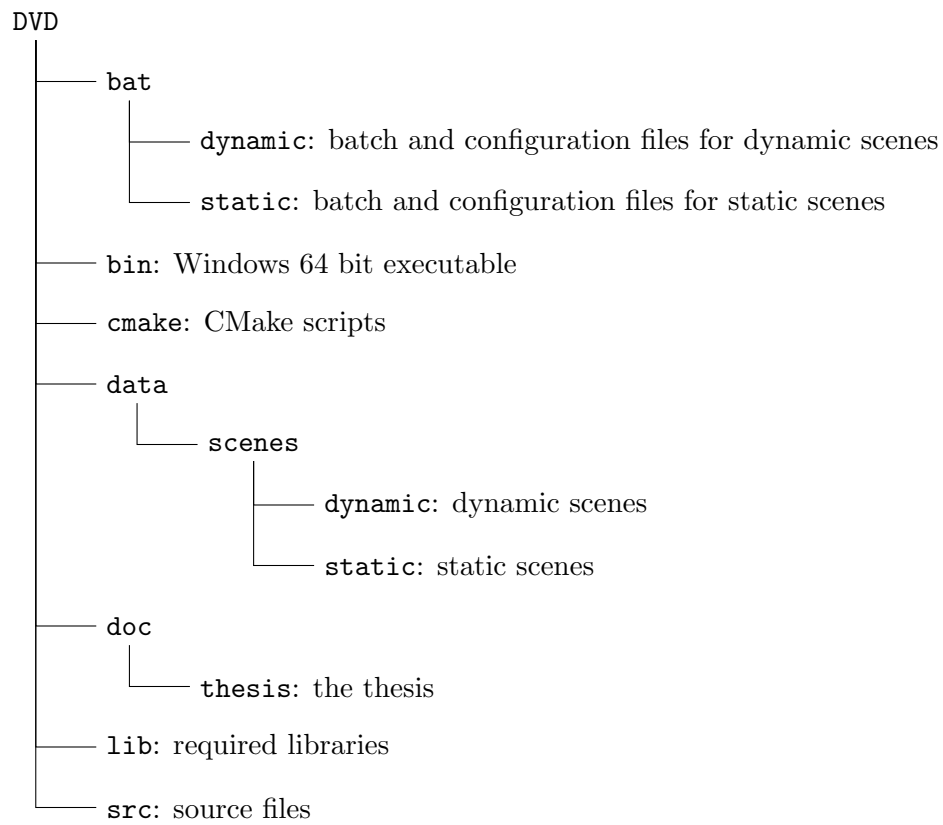 DVD
bat
dynamic: batch and configuration files for dynamic scenes
static: batch and configuration files for static scenes
bin: Windows 64 bit executable
cmake: CMake scripts
data
scenes
dynamic: dynamic scenes
static: static scenes
doc
thesis: the thesis
lib: required libraries
src: source files